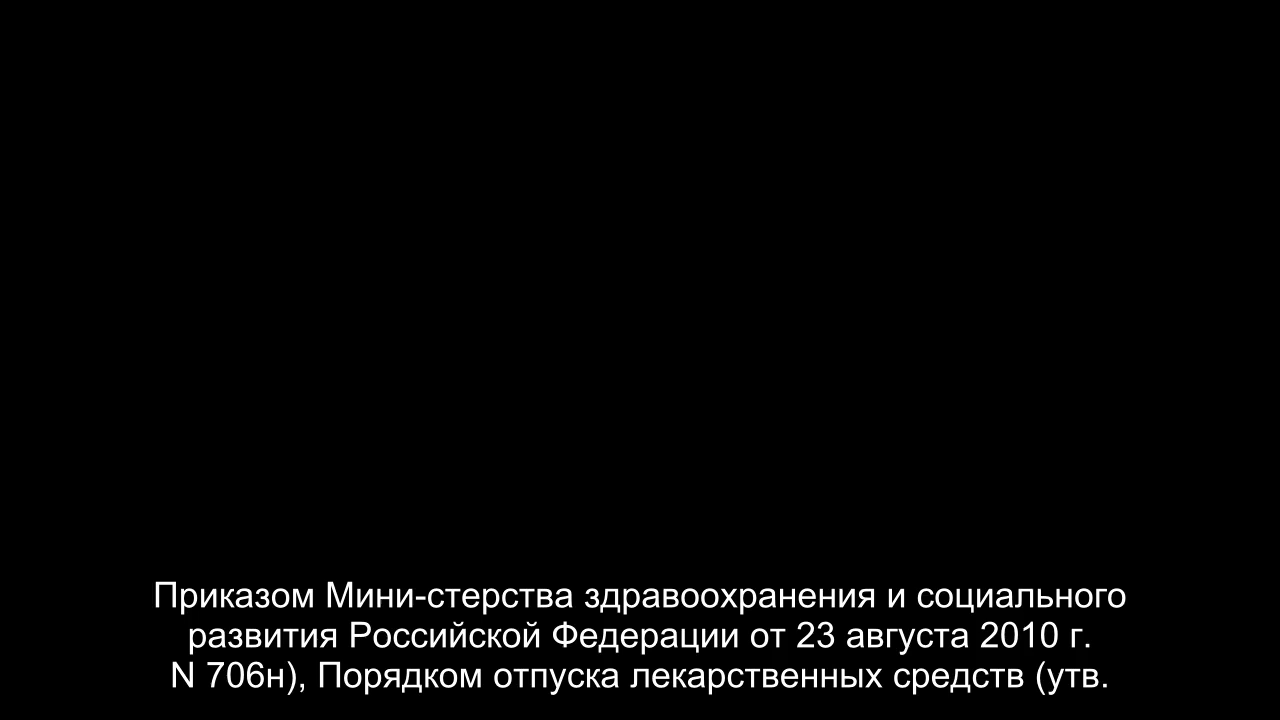 Приказом Мини-стерства здравоохранения и социального
развития Российской Федерации от 23 августа 2010 г.
N 706н), Порядком отпуска лекарственных средств (утв.